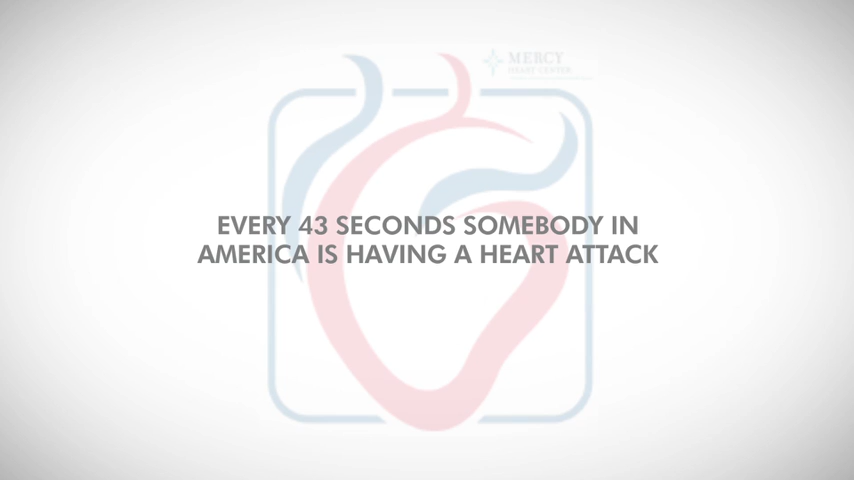 MERCY
HEART CENTER
EVERY 43 SECONDS SOMEBODY IN
AMERICA IS HAVING A HEART ATTACK